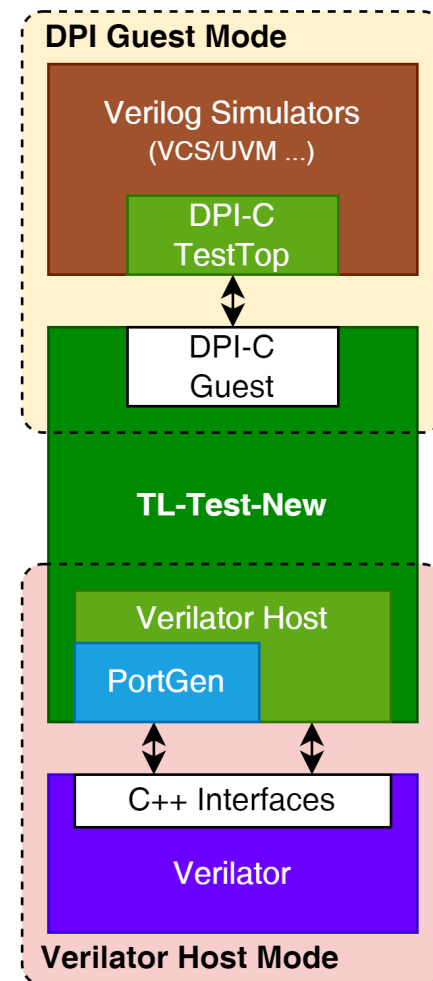 DPI Guest Mode
Verilog Simulators
(VCS/UVM ...)
DPI-C
TestTop
DPI-C
Guest
TL-Test-New
Verilator Host
PortGen
C++ Interfaces
Verilator
Verilator Host Mode